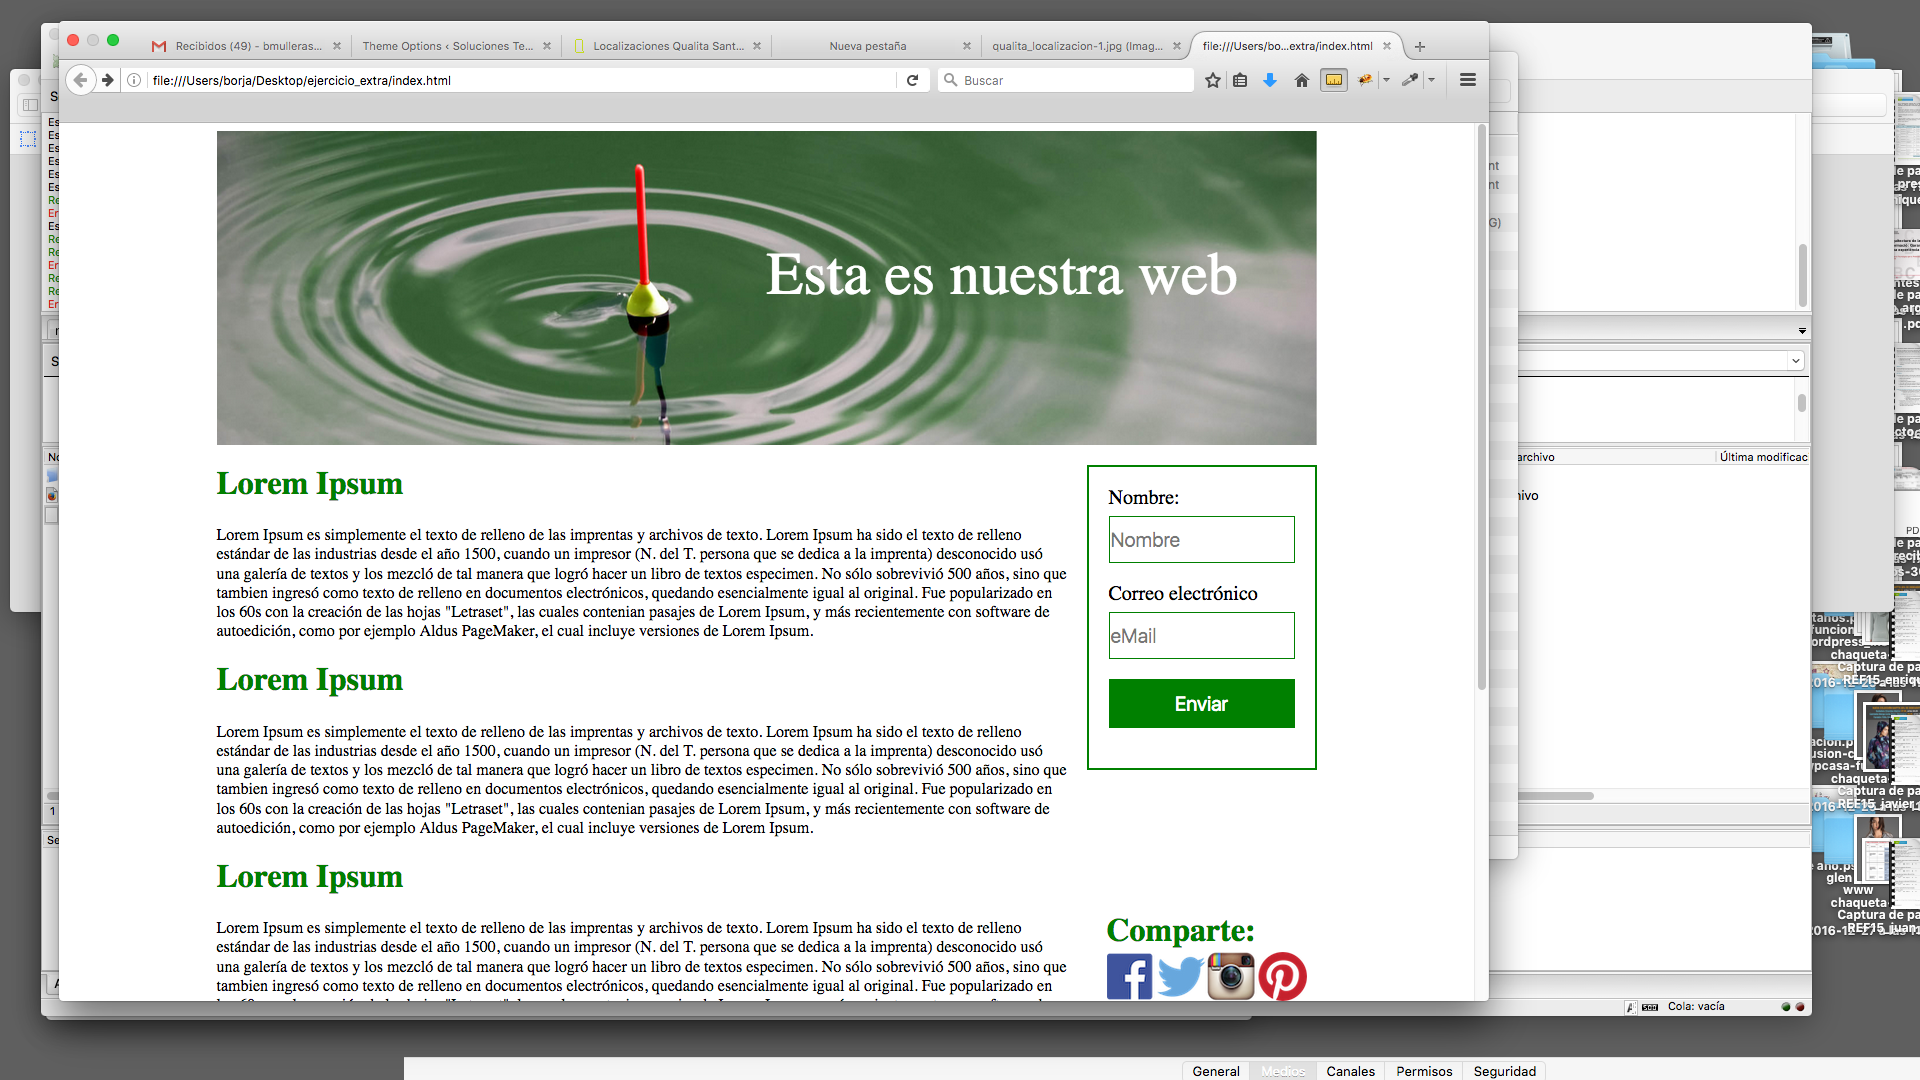 Recibidos (49) - bmulleras...
Theme Options ‹ Soluciones Te...
Localizaciones Qualita Sant...
Nueva pestaña
qualita_localizacion-1.jpg (Imag...
file:///Users/bo...extra/index.html
file:///Users/borja/Desktop/ejercicio_extra/index.html
Buscar
Esta es nuestra web
Lorem Ipsum
Lorem Ipsum es simplemente el texto de relleno de las imprentas y archivos de texto. Lorem Ipsum ha sido el texto de relleno
estándar de las industrias desde el año 1500, cuando un impresor (N. del T. persona que se dedica a la imprenta) desconocido usó
una galería de textos y los mezcló de tal manera que logró hacer un libro de textos especimen. No sólo sobrevivió 500 años, sino que
tambien ingresó como texto de relleno en documentos electrónicos, quedando esencialmente igual al original. Fue popularizado en
los 60s con la creación de las hojas "Letraset", las cuales contenian pasajes de Lorem Ipsum, y más recientemente con software de
autoedición, como por ejemplo Aldus PageMaker, el cual incluye versiones de Lorem Ipsum.
Lorem Ipsum
Lorem Ipsum es simplemente el texto de relleno de las imprentas y archivos de texto. Lorem Ipsum ha sido el texto de relleno
estándar de las industrias desde el año 1500, cuando un impresor (N. del T. persona que se dedica a la imprenta) desconocido usó
una galería de textos y los mezcló de tal manera que logró hacer un libro de textos especimen. No sólo sobrevivió 500 años, sino que
tambien ingresó como texto de relleno en documentos electrónicos, quedando esencialmente igual al original. Fue popularizado en
los 60s con la creación de las hojas "Letraset", las cuales contenian pasajes de Lorem Ipsum, y más recientemente con software de
autoedición, como por ejemplo Aldus PageMaker, el cual incluye versiones de Lorem Ipsum.
Lorem Ipsum
Lorem Ipsum es simplemente el texto de relleno de las imprentas y archivos de texto. Lorem Ipsum ha sido el texto de relleno
estándar de las industrias desde el año 1500, cuando un impresor (N. del T. persona que se dedica a la imprenta) desconocido usó
una galería de textos y los mezcló de tal manera que logró hacer un libro de textos especimen. No sólo sobrevivió 500 años, sino que
tambien ingresó como texto de relleno en documentos electrónicos, quedando esencialmente igual al original. Fue popularizado en
Nombre:
Nombre
Correo electrónico
eMail
Enviar
Comparte:
archivo
Última modificac
Cola: vacía
chaqueta-
Captura de pa
REF15_enriqu
chaqueta-
Captura de pa
REF15_javier_
glen
www
chaqueta-
Captura de pa
REF15_juan_
General
Medios
Canales
Permisos
Seguridad